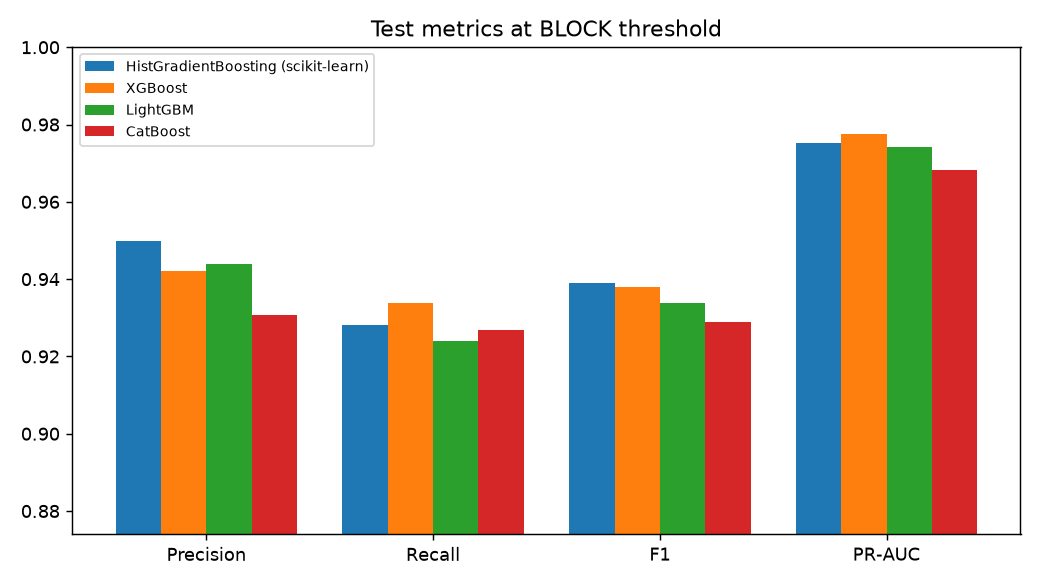 Test metrics at BLOCK threshold
1.00
0.98
0.96
0.94
0.92
0.90
0.88
HistGradientBoosting (scikit-learn)
XGBoost
LightGBM
CatBoost
Precision
Recall
F1
PR-AUC